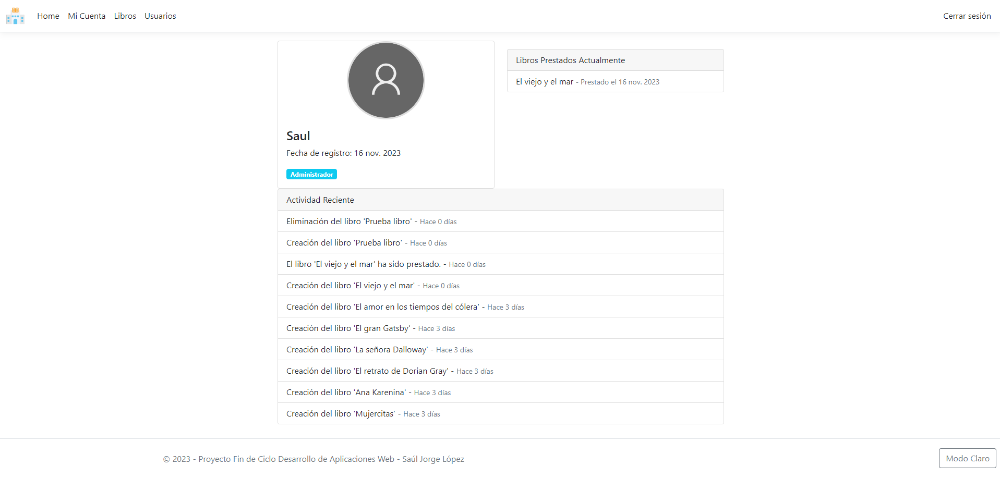 Home Mi Cuenta Libros Usuarios Cerrar sesión
Saul
Fecha de registro: 16 nov. 2023
Administrador
Libros Prestados Actualmente
El viejo y el mar - Prestado el 16 nov. 2023
Actividad Reciente
Eliminación del libro 'Prueba libro' - Hace 0 días
Creación del libro 'Prueba libro' - Hace 0 días
El libro 'El viejo y el mar' ha sido prestado. - Hace 0 días
Creación del libro 'El viejo y el mar' - Hace 0 días
Creación del libro 'El amor en los tiempos del cólera' - Hace 3 días
Creación del libro 'El gran Gatsby' - Hace 3 días
Creación del libro 'La señora Dalloway' - Hace 3 días
Creación del libro 'El retrato de Dorian Gray' - Hace 3 días
Creación del libro 'Ana Karenina' - Hace 3 días
Creación del libro 'Mujercitas' - Hace 3 días
© 2023 - Proyecto Fin de Ciclo Desarrollo de Aplicaciones Web - Saúl Jorge López
Modo Claro